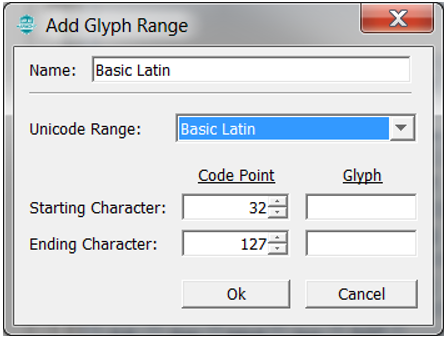 Add Glyph Range
Name: Basic Latin
Unicode Range: Basic Latin
Code Point Glyph
Starting Character: 32
Ending Character: 127
Ok Cancel